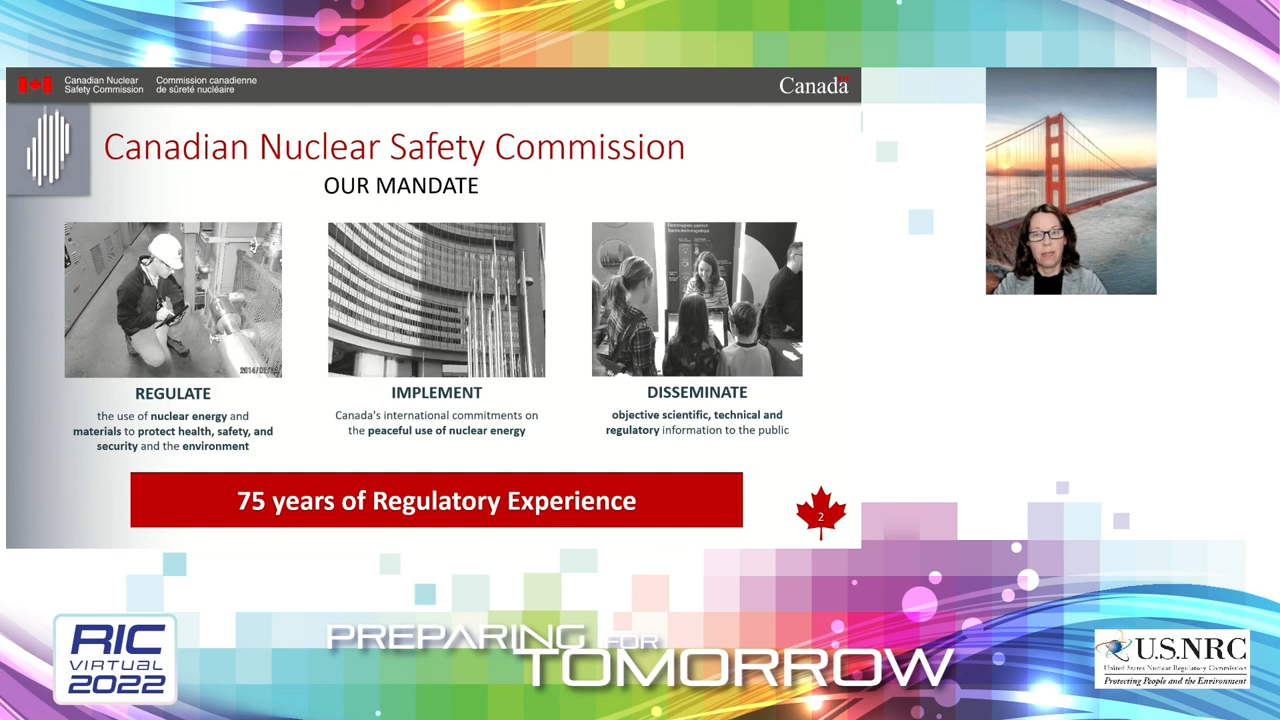 Canadian Nuclear
Safety Commission
Commission canadienne
de sûreté nucléaire
Canada
Canadian Nuclear Safety Commission
OUR MANDATE
Electromagnetic spectrum
Spectre électromagnétique
REGULATE
the use of nuclear energy and
materials to protect health, safety, and
security and the environment
IMPLEMENT
Canada's international commitments on
the peaceful use of nuclear energy
DISSEMINATE
objective scientific, technical and
regulatory information to the public
75 years of Regulatory Experience
2
RIC
VIRTUAL
2022
PREPARING FOR
TOMORROW
U.S.NRC
United States Nuclear Regulatory Commission
Protecting People and the Environment